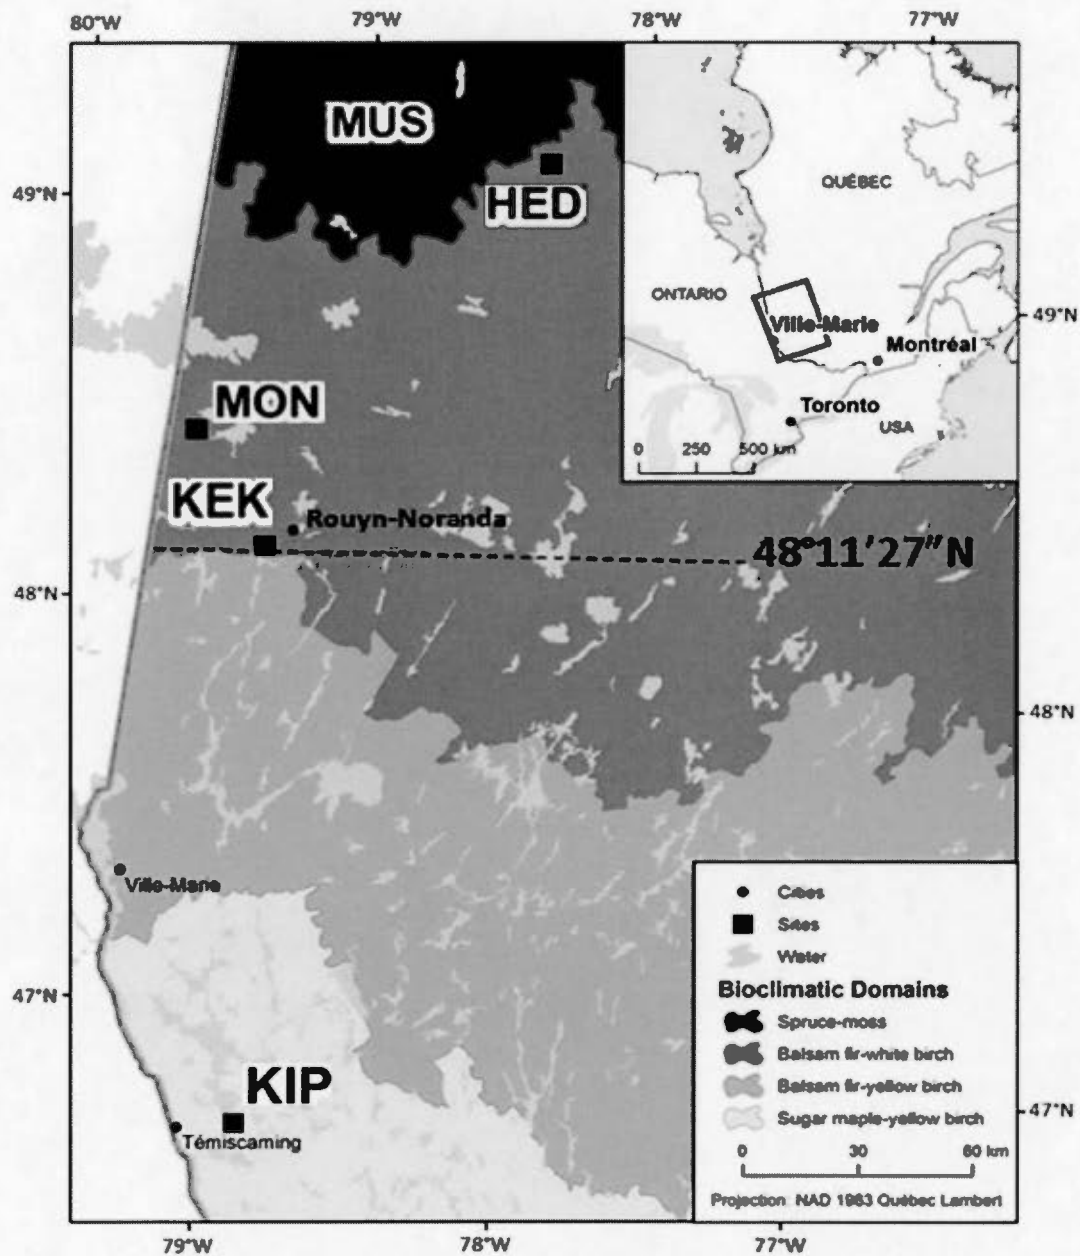 80°W
79°W
78°W
77°W
MUS
49°N
HED
QUÉBEC
ONTARIO
49°N
Ville-Marie
Montréal
MON
Toronto
USA
0 250 500 km
KEK
Rouyn-Noranda
48°11'27"N
48°N
48°N
Ville-Marie
Cities
Sites
Water
47°N
Bioclimatic Domains
Spruce-moss
Balsam fir-white birch
KIP
Balsam fir-yellow birch
47°N
Sugar maple-yellow birch
Témiscaming
0 30 60 km
Projection: NAD 1983 Québec Lambert
79°W
78°W
77°W